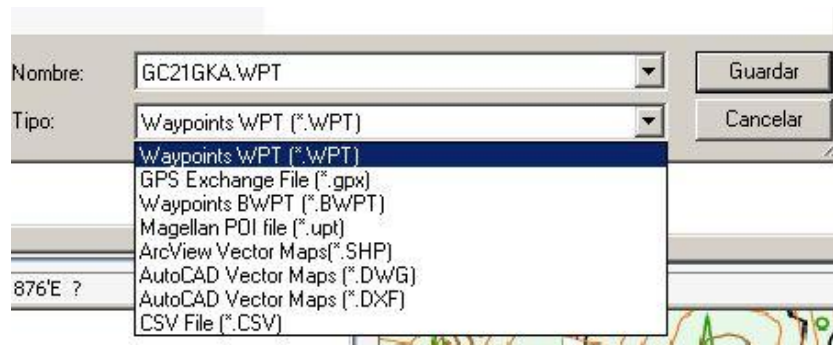 Nombre: GC21GKA.WPT Guardar
Tipo: Waypoints WPT (*.WPT) Cancelar
Waypoints WPT (*.WPT)
GPS Exchange File (*.gpx)
Waypoints BWPT (*.BWPT)
Magellan POI file (*.upt)
ArcView Vector Maps(*.SHP)
AutoCAD Vector Maps (*.DWG)
876'E ?
AutoCAD Vector Maps (*.DXF)
CSV File (*.CSV)